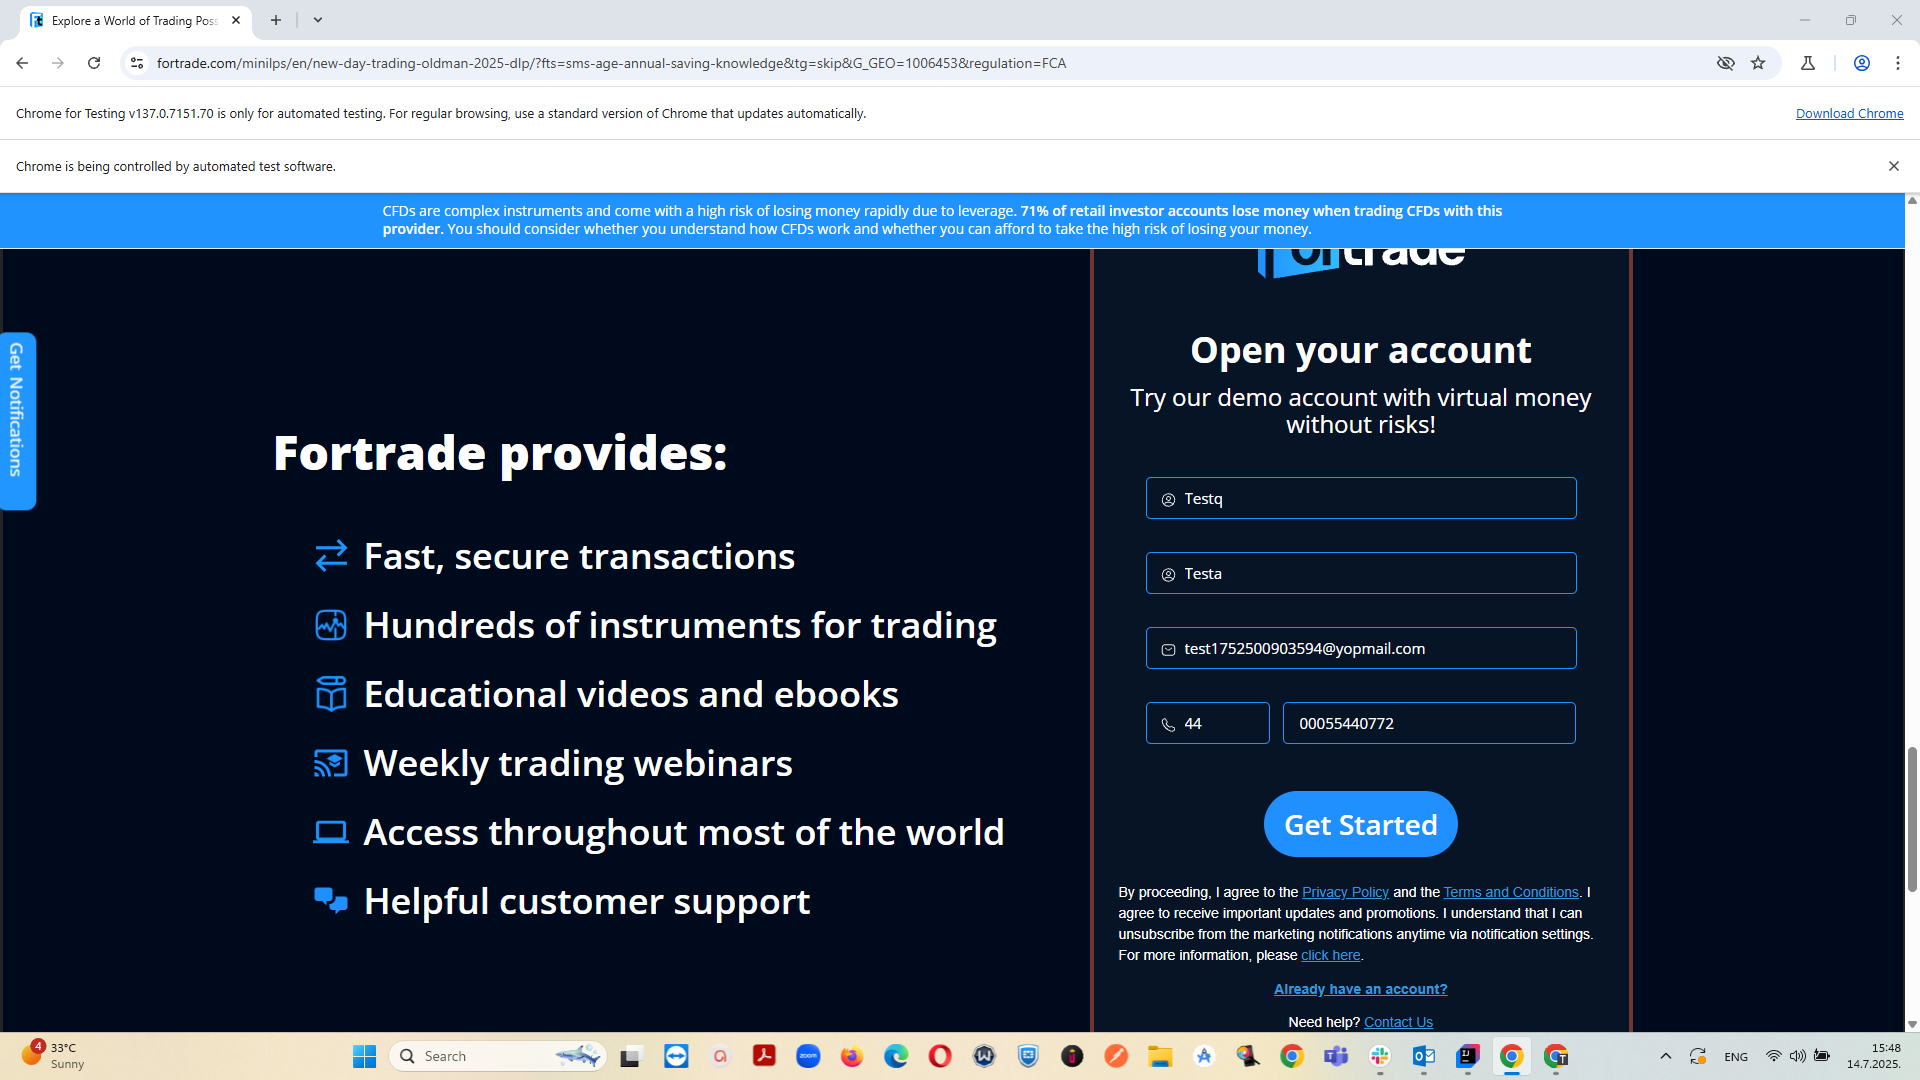 Explore a World of Trading Poss
fortrade.com/minilps/en/new-day-trading-oldman-2025-dlp/?fts=sms-age-annual-saving-knowledge&tg=skip&G_GEO=1006453&regulation=FCA
Chrome for Testing v137.0.7151.70 is only for automated testing. For regular browsing, use a standard version of Chrome that updates automatically.
Download Chrome
Chrome is being controlled by automated test software.
CFDs are complex instruments and come with a high risk of losing money rapidly due to leverage. 71% of retail investor accounts lose money when trading CFDs with this
provider. You should consider whether you understand how CFDs work and whether you can afford to take the high risk of losing your money.
Get Notifications
Fortrade provides:
Fast, secure transactions
Hundreds of instruments for trading
Educational videos and ebooks
Weekly trading webinars
Access throughout most of the world
Helpful customer support
fortrade
Open your account
Try our demo account with virtual money
without risks!
Testq
Testa
test1752500903594@yopmail.com
44
00055440772
Get Started
By proceeding, I agree to the Privacy Policy and the Terms and Conditions. I
agree to receive important updates and promotions. I understand that I can
unsubscribe from the marketing notifications anytime via notification settings.
For more information, please click here.
Already have an account?
Need help? Contact Us
4
33°C
Sunny
Search
zoom
ENG
15:48
14.7.2025.